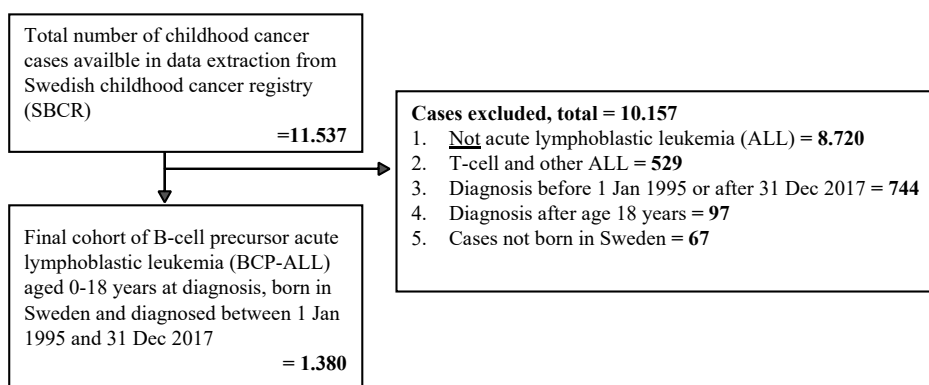 Total number of childhood cancer
cases availble in data extraction from
Swedish childhood cancer registry
(SBCR)
=11.537
Cases excluded, total = 10.157
1. Not acute lymphoblastic leukemia (ALL) = 8.720
2. T-cell and other ALL = 529
3. Diagnosis before 1 Jan 1995 or after 31 Dec 2017 = 744
4. Diagnosis after age 18 years = 97
5. Cases not born in Sweden = 67
Final cohort of B-cell precursor acute
lymphoblastic leukemia (BCP-ALL)
aged 0-18 years at diagnosis, born in
Sweden and diagnosed between 1 Jan
1995 and 31 Dec 2017
= 1.380